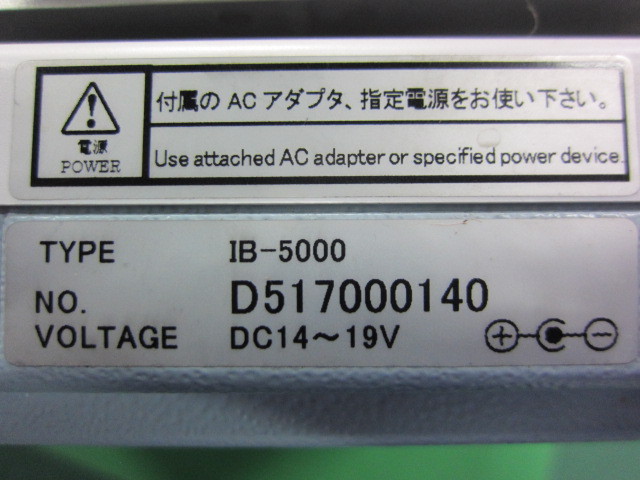 付属の AC アダプタ、指定電源をお使い下さい。
電源
POWER
Use attached AC adapter or specified power device.
TYPE IB-5000
NO. D517000140
VOLTAGE DC14～19V